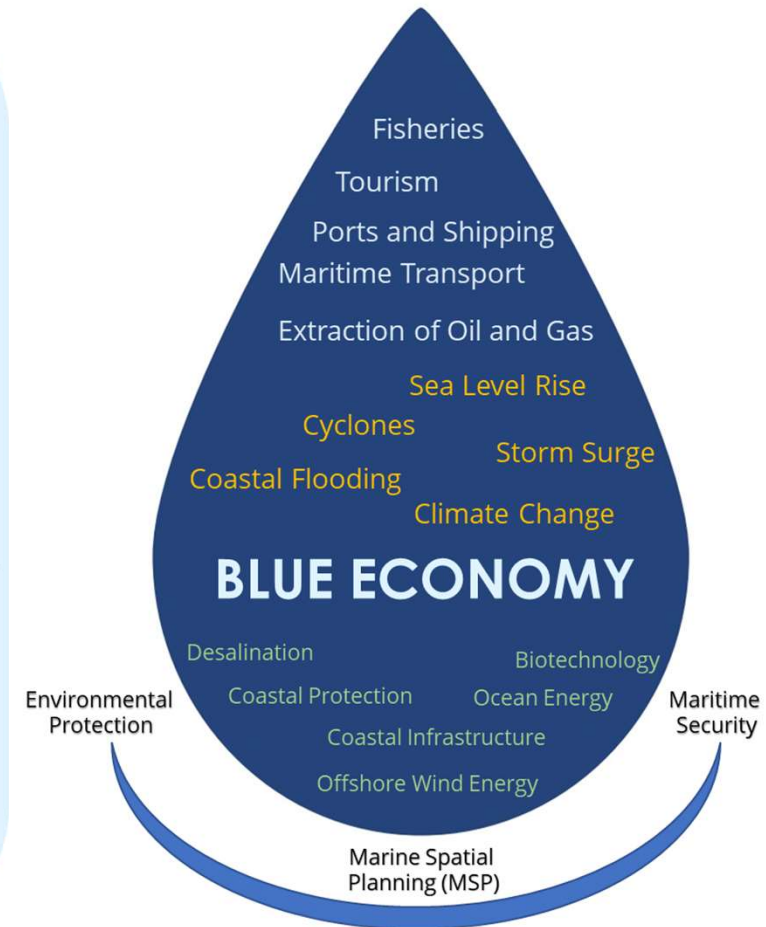 Fisheries
Tourism
Ports and Shipping
Maritime Transport
Extraction of Oil and Gas
Sea Level Rise
Cyclones
Storm Surge
Coastal Flooding
Climate Change
BLUE ECONOMY
Desalination
Biotechnology
Coastal Protection
Ocean Energy
Coastal Infrastructure
Offshore Wind Energy
Environmental
Protection
Maritime
Security
Marine Spatial
Planning (MSP)